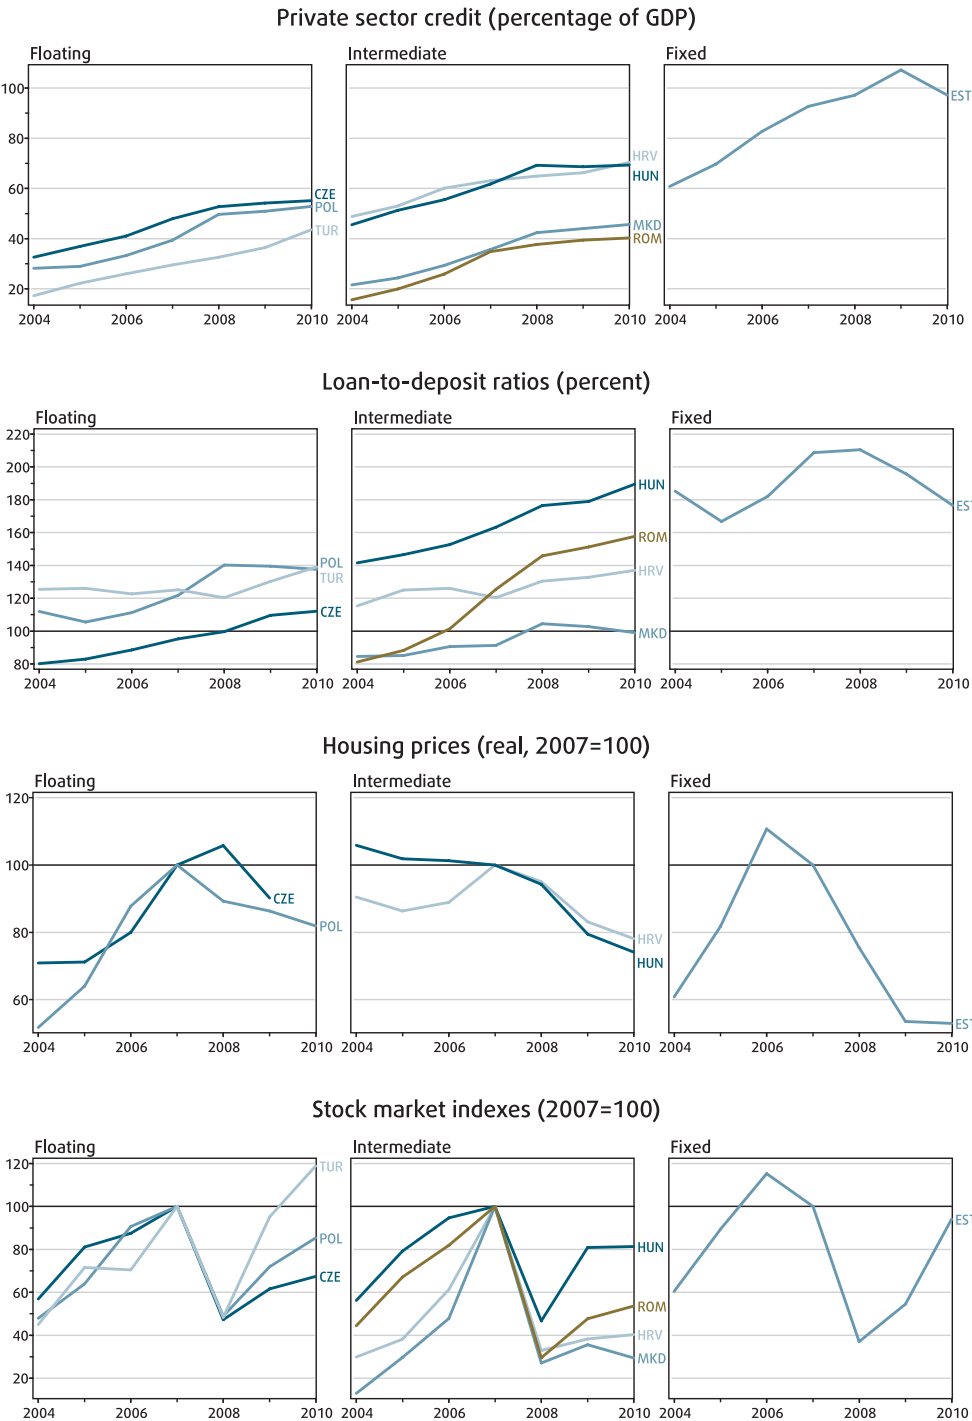 Private sector credit (percentage of GDP)
Floating Intermediate Fixed
100 EST
80
HRV
60 CZE HUN
POL
TUR MKD
40 ROM
20
2004 2006 2008 2010 2004 2006 2008 2010 2004 2006 2008 2010
Loan-to-deposit ratios (percent)
Floating Intermediate Fixed
220
200
180 HUN EST
160
POL ROM
140 TUR HRV
120 CZE
100 MKD
80
2004 2006 2008 2010 2004 2006 2008 2010 2004 2006 2008 2010
Housing prices (real, 2007=100)
Floating Intermediate Fixed
120
100
CZE
80 POL HRV
HUN
60 EST
2004 2006 2008 2010 2004 2006 2008 2010 2004 2006 2008 2010
Stock market indexes (2007=100)
Floating Intermediate Fixed
120 TUR
100 EST
80 POL HUN
CZE
60 ROM
40 HRV
MKD
20
2004 2006 2008 2010 2004 2006 2008 2010 2004 2006 2008 2010